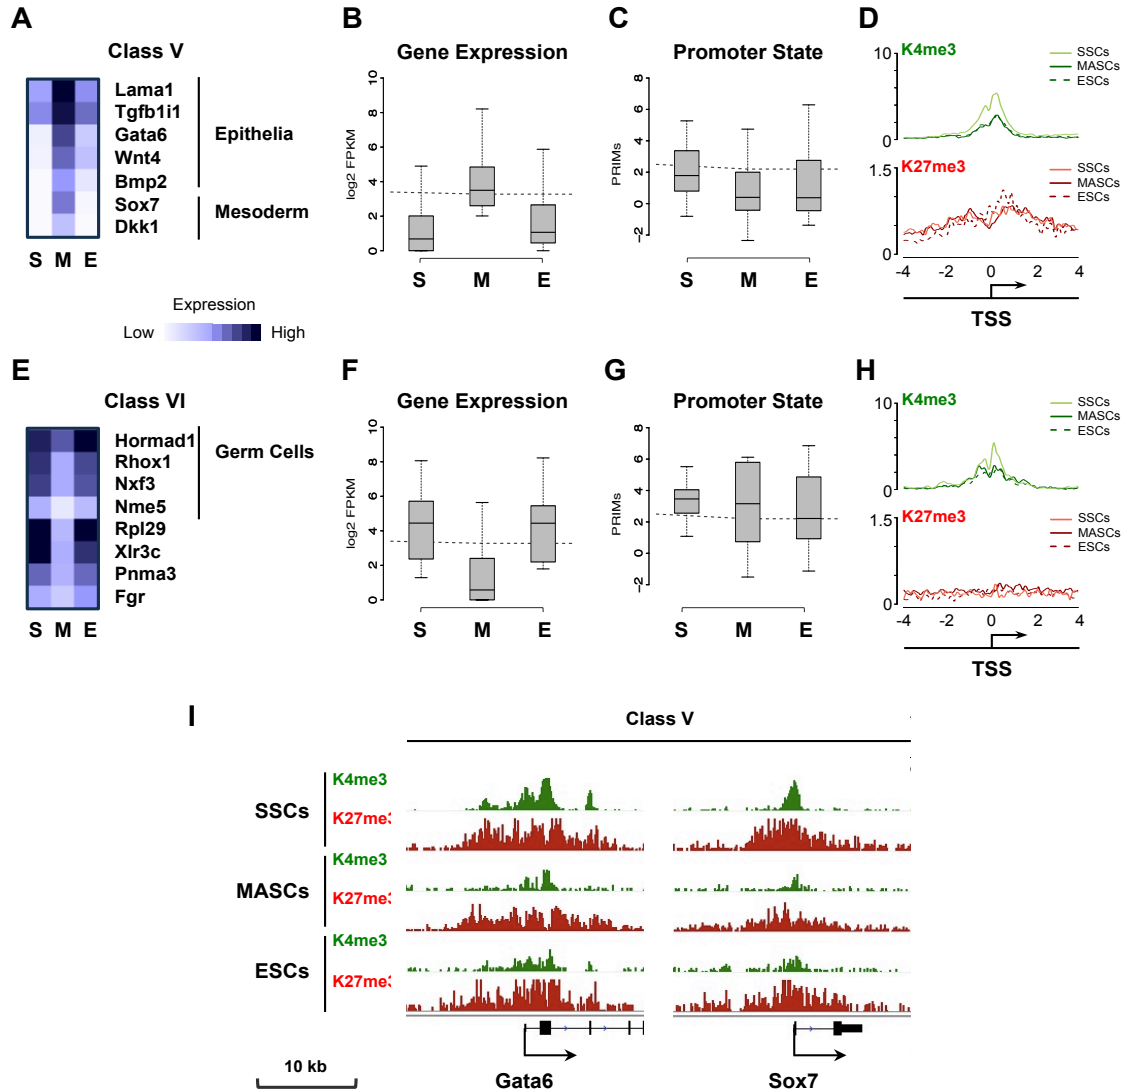 A
Class V
Lama1
Tgfb1i1
Gata6
Wnt4
Bmp2
Sox7
Dkk1
Epithelia
Mesoderm
S M E
Expression
Low High
B
Gene Expression
log2 FPKM
10
8
6
4
2
0
S M E
C
Promoter State
PRIMs
8
6
4
2
0
−2
S M E
D
K4me3
10
0
SSCs
MASCs
ESCs
K27me3
1.5
0
SSCs
MASCs
ESCs
-4 -2 0 2 4
TSS
E
Class VI
Hormad1
Rhox1
Nxf3
Nme5
Rpl29
Xlr3c
Pnma3
Fgr
Germ Cells
S M E
F
Gene Expression
log2 FPKM
10
8
6
4
2
0
S M E
G
Promoter State
PRIMs
8
6
4
2
0
−2
S M E
H
K4me3
10
0
SSCs
MASCs
ESCs
K27me3
1.5
0
SSCs
MASCs
ESCs
-4 -2 0 2 4
TSS
I
Class V
SSCs
K4me3
K27me3
MASCs
K4me3
K27me3
ESCs
K4me3
K27me3
10 kb
Gata6
Sox7